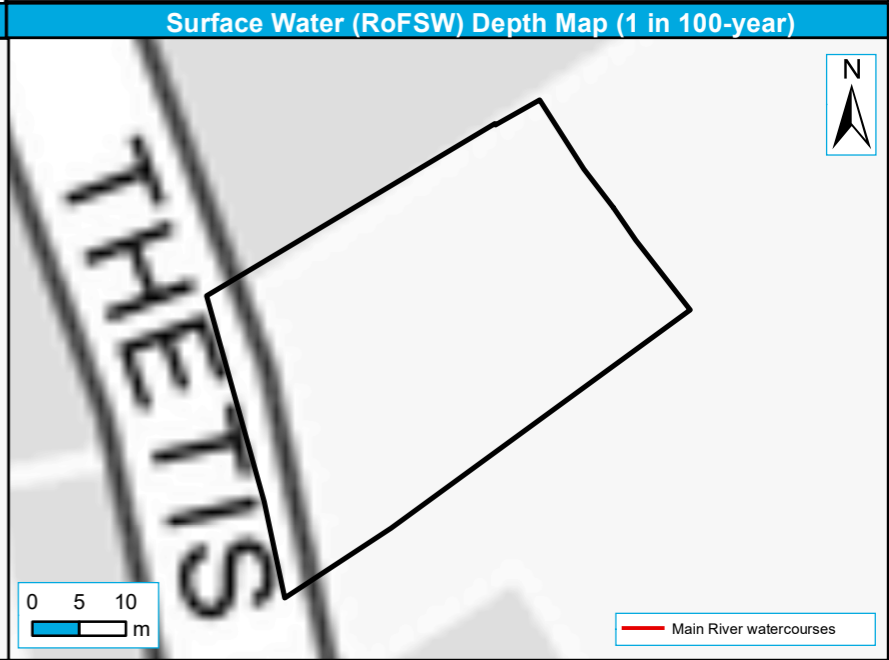 Surface Water (RoFSW) Depth Map (1 in 100-year)
N
THETIS
0 5 10
m
Main River watercourses